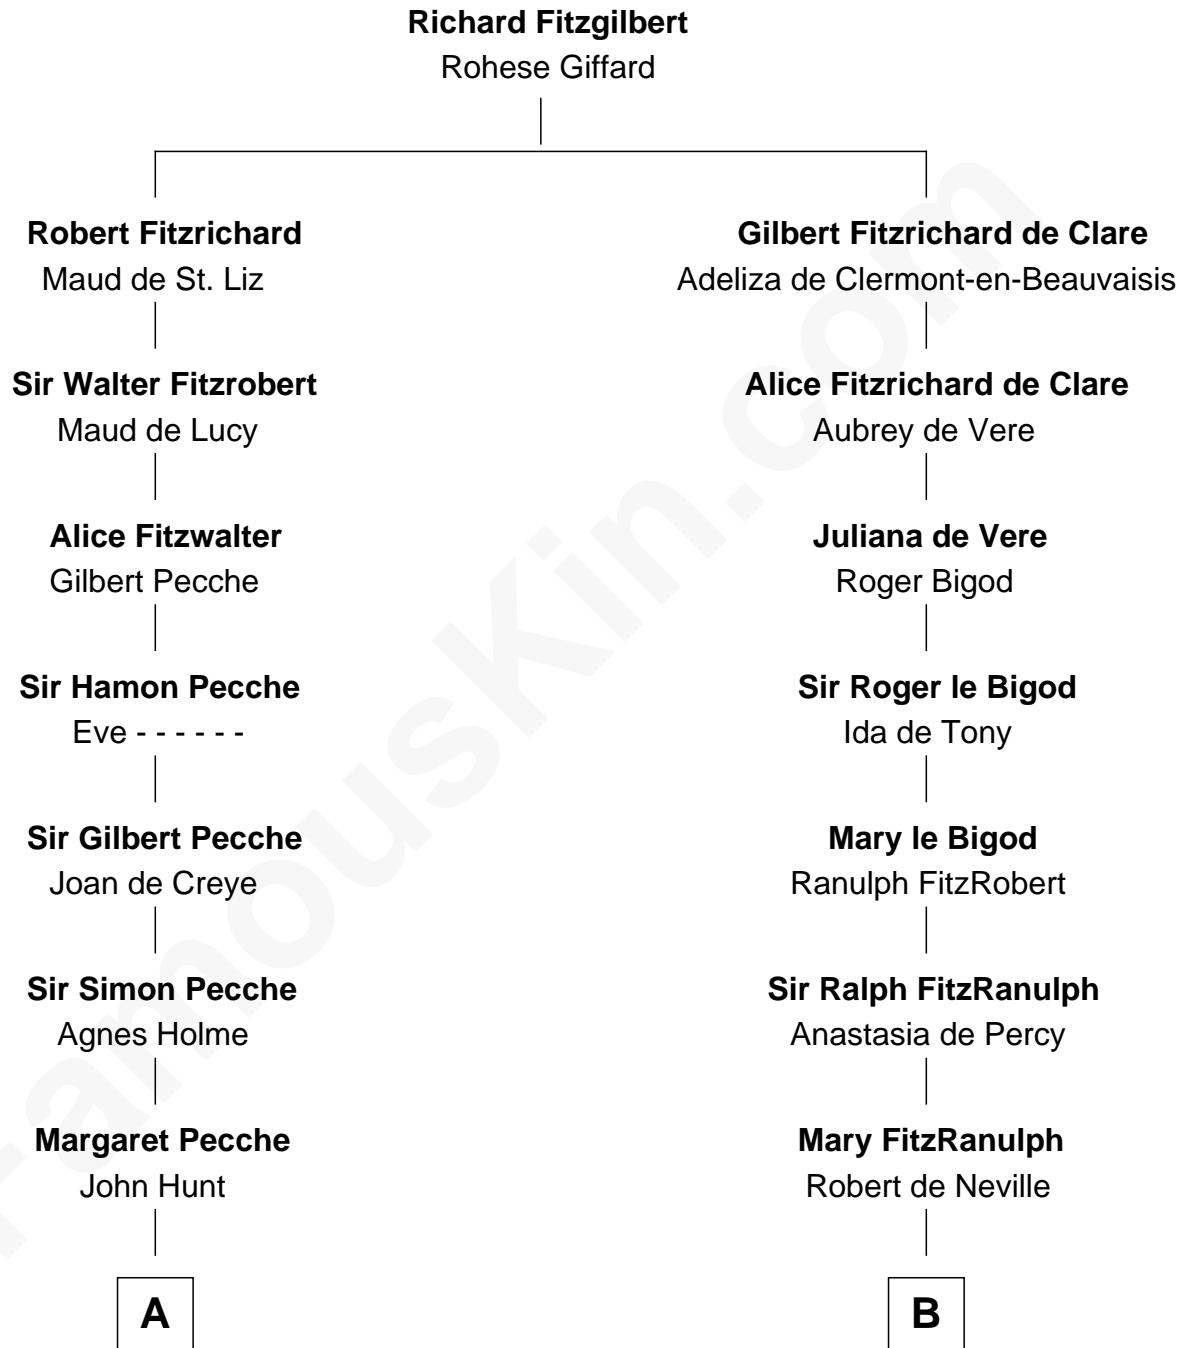 Richard Fitzgilbert
Rohese Giffard
Robert Fitzrichard
Maud de St. Liz
Sir Walter Fitzrobert
Maud de Lucy
Alice Fitzwalter
Gilbert Pecche
Sir Hamon Pecche
Eve - - - - - -
Sir Gilbert Pecche
Joan de Creye
Sir Simon Pecche
Agnes Holme
Margaret Pecche
John Hunt
A
Gilbert Fitzrichard de Clare
Adeliza de Clermont-en-Beauvaisis
Alice Fitzrichard de Clare
Aubrey de Vere
Juliana de Vere
Roger Bigod
Sir Roger le Bigod
Ida de Tony
Mary le Bigod
Ranulph FitzRobert
Sir Ralph FitzRanulph
Anastasia de Percy
Mary FitzRanulph
Robert de Neville
B
FamousKin.com